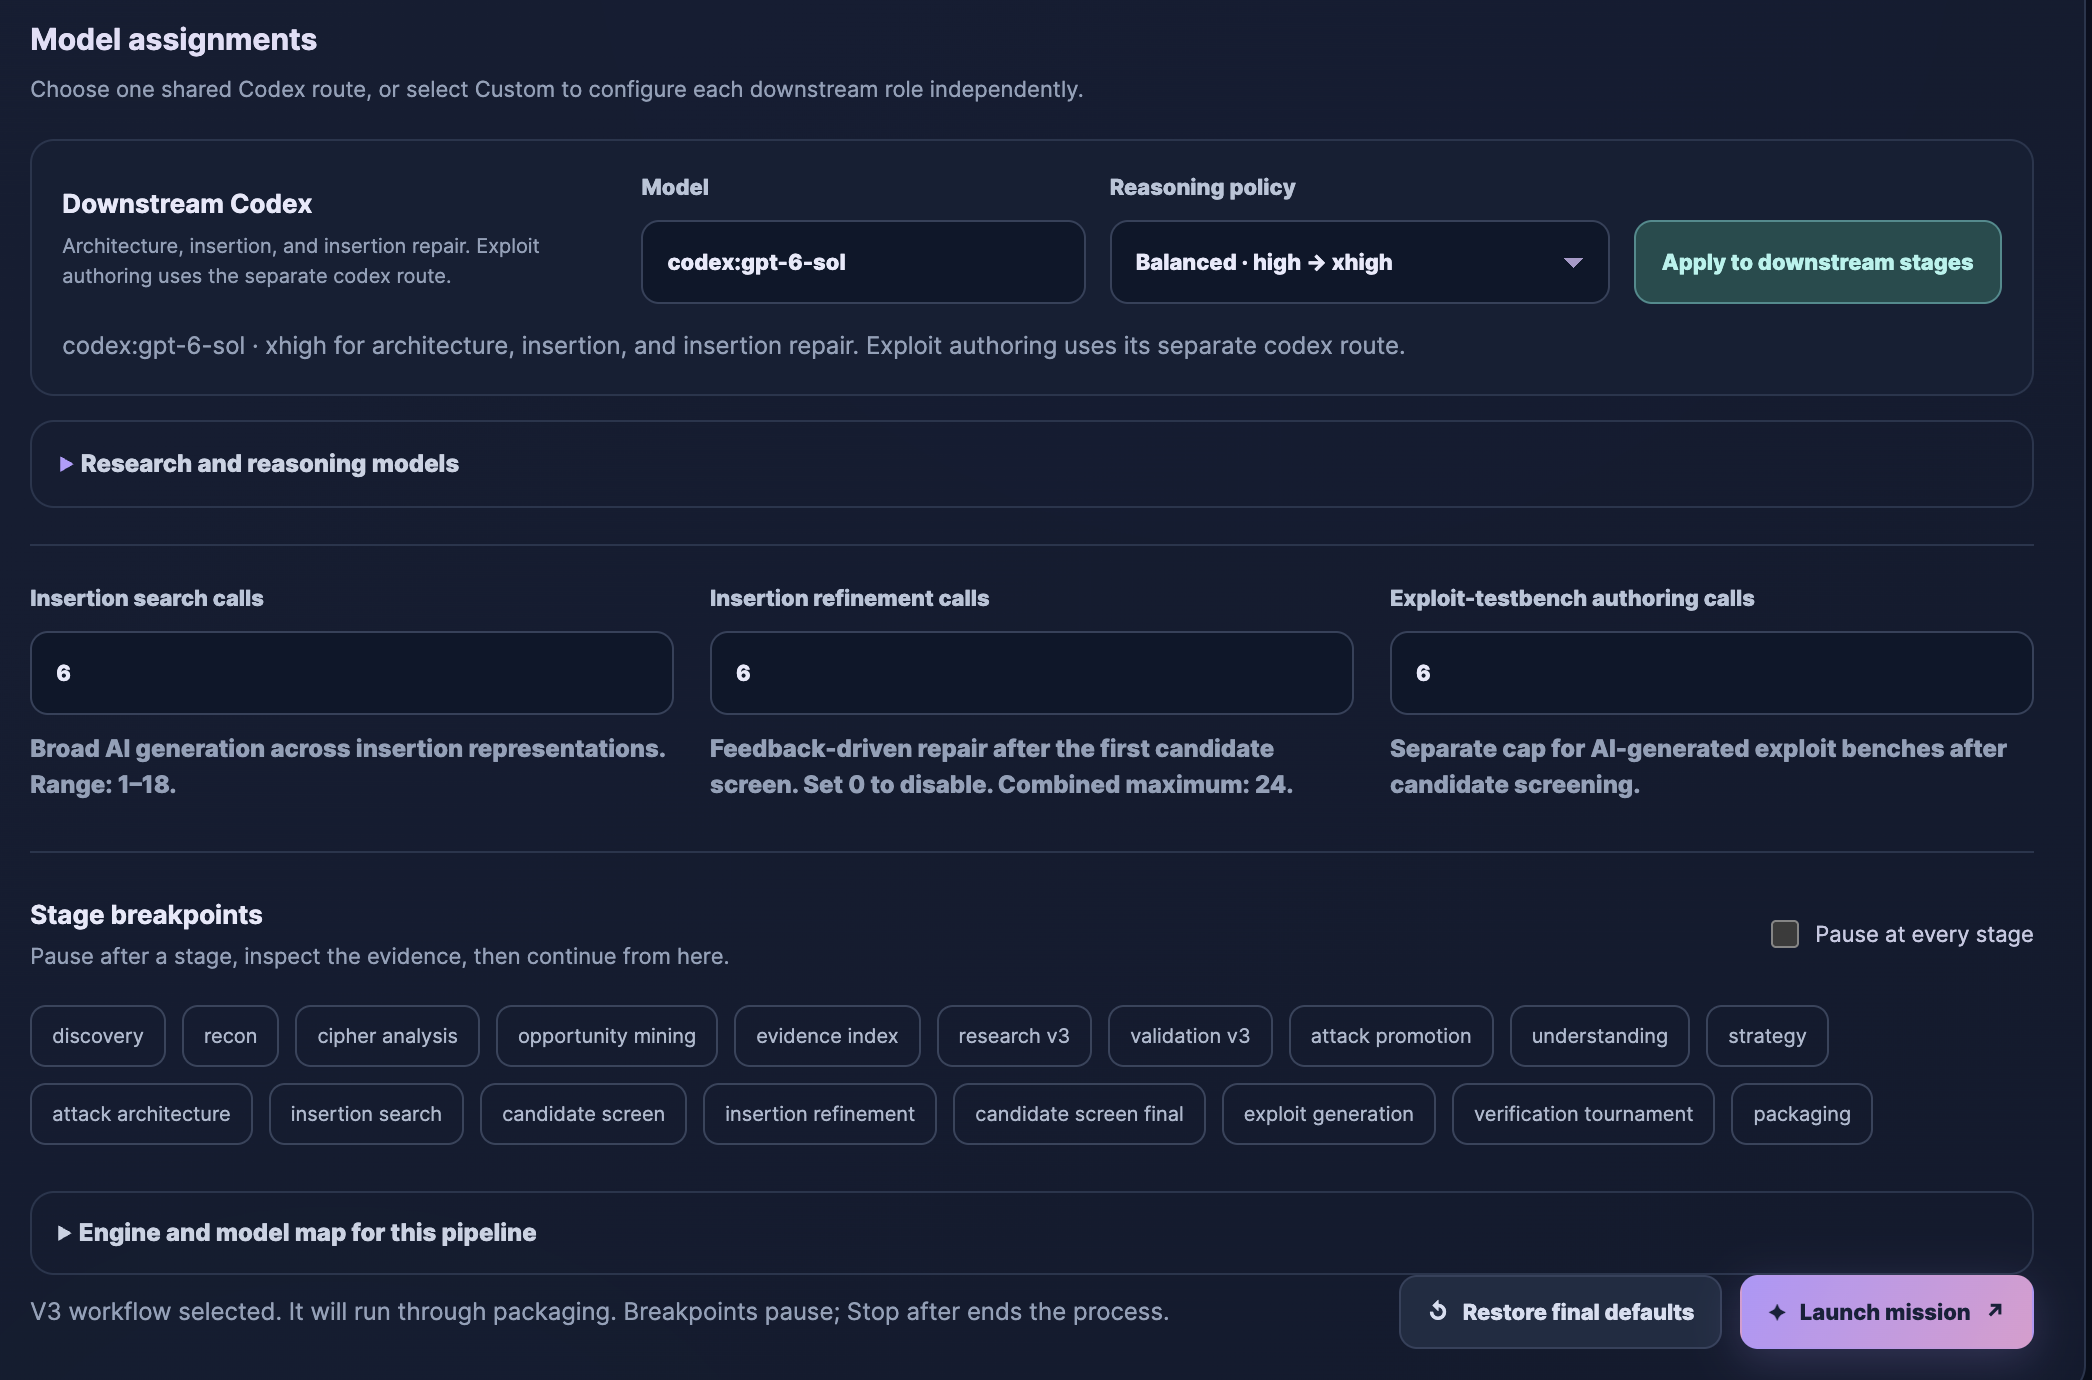 Model assignments
Choose one shared Codex route, or select Custom to configure each downstream role independently.
Downstream Codex
Architecture, insertion, and insertion repair. Exploit
authoring uses the separate codex route.
Model
codex:gpt-6-sol
Reasoning policy
Balanced · high → xhigh
Apply to downstream stages
codex:gpt-6-sol · xhigh for architecture, insertion, and insertion repair. Exploit authoring uses its separate codex route.
Research and reasoning models
Insertion search calls
6
Broad AI generation across insertion representations.
Range: 1–18.
Insertion refinement calls
6
Feedback-driven repair after the first candidate
screen. Set 0 to disable. Combined maximum: 24.
Exploit-testbench authoring calls
6
Separate cap for AI-generated exploit benches after
candidate screening.
Stage breakpoints
Pause after a stage, inspect the evidence, then continue from here.
Pause at every stage
discovery recon cipher analysis opportunity mining evidence index research v3 validation v3 attack promotion understanding strategy
attack architecture insertion search candidate screen insertion refinement candidate screen final exploit generation verification tournament packaging
Engine and model map for this pipeline
V3 workflow selected. It will run through packaging. Breakpoints pause; Stop after ends the process.
Restore final defaults
Launch mission